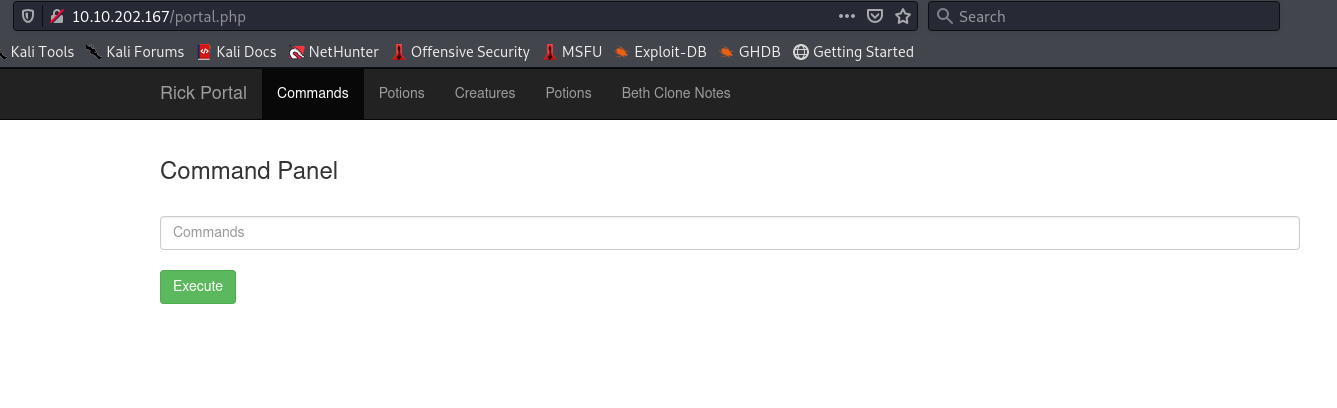 10.10.202.167/portal.php
Search
Kali Tools Kali Forums Kali Docs NetHunter Offensive Security MSFU Exploit-DB GHDB Getting Started
Rick Portal Commands Potions Creatures Potions Beth Clone Notes
Command Panel
Commands
Execute